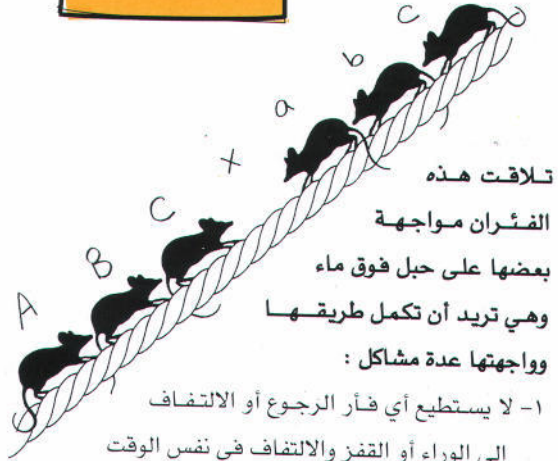 A B C x a b c
تلاقت هذه
الفئران مواجهة
بعضها على حبل فوق ماء
وهي تريد أن تكمل طريقها
وواجهتها عدة مشاكل :
١- لا يستطيع أي فأر الرجوع أو الالتفاف
إلى الوراء أو القفز والالتفاف في نفس الوقت